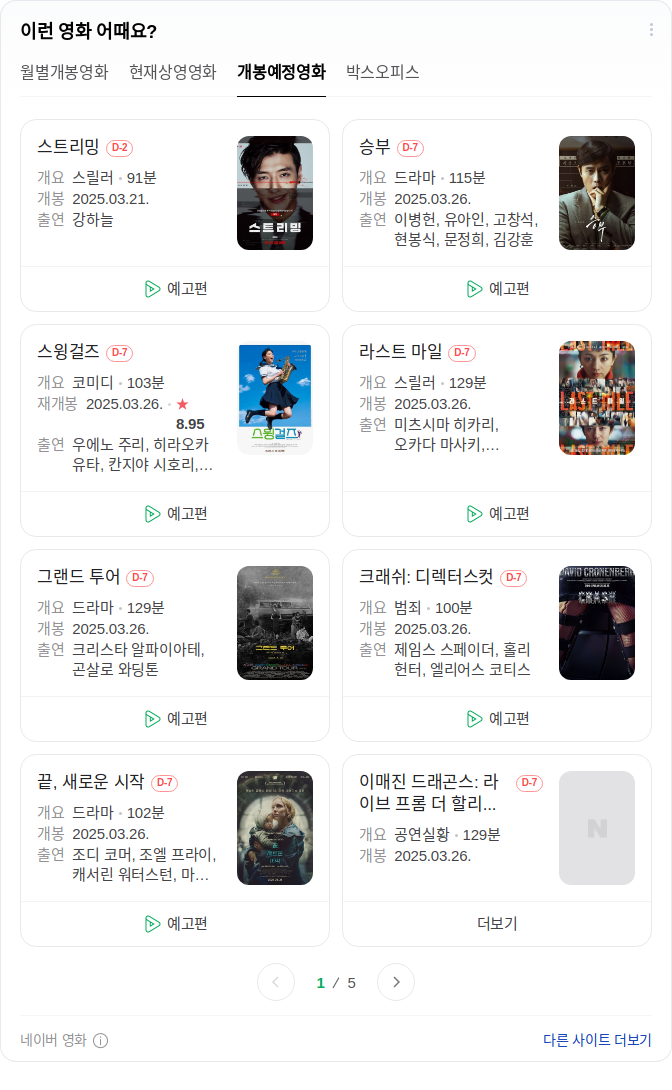 이런 영화 어때요?
월별개봉영화 현재상영영화 개봉예정영화 박스오피스
스트리밍 D-2
개요 스릴러 · 91분
개봉 2025.03.21.
출연 강하늘
스트리밍
예고편
승부 D-7
개요 드라마 · 115분
개봉 2025.03.26.
출연 이병헌, 유아인, 고창석,
현봉식, 문정희, 김강훈
승부
예고편
스윙걸즈 D-7
개요 코미디 · 103분
재개봉 2025.03.26. · ★
8.95
출연 우에노 주리, 히라오카
유타, 칸지야 시호리,...
스윙걸즈
예고편
라스트 마일 D-7
개요 스릴러 · 129분
개봉 2025.03.26.
출연 미츠시마 히카리,
오카다 마사키,...
예고편
그랜드 투어 D-7
개요 드라마 · 129분
개봉 2025.03.26.
출연 크리스타 알파이아테,
곤살로 와딩톤
그랜드 투어
GRAND TOUR
예고편
크래쉬: 디렉터스컷 D-7
개요 범죄 · 100분
개봉 2025.03.26.
출연 제임스 스페이더, 홀리
헌터, 엘리어스 코티스
DAVID CRONENBERG
CRASH
예고편
끝, 새로운 시작 D-7
개요 드라마 · 102분
개봉 2025.03.26.
출연 조디 코머, 조엘 프라이,
캐서린 워터스턴, 마...
예고편
이매진 드래곤스: 라 D-7
이브 프롬 더 할리...
개요 공연실황 · 129분
개봉 2025.03.26.
N
더보기
1 / 5
네이버 영화
다른 사이트 더보기